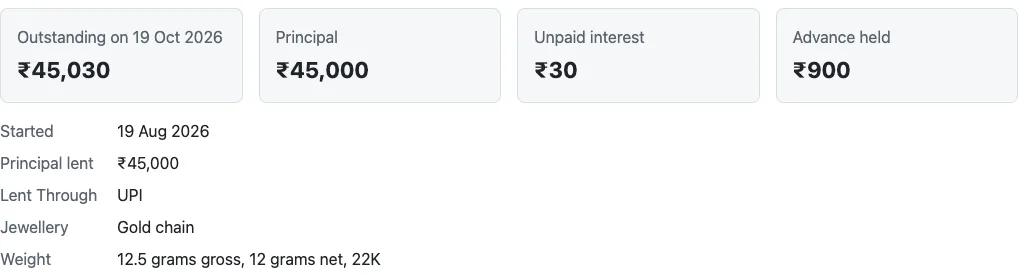 Outstanding on 19 Oct 2026
₹45,030
Principal
₹45,000
Unpaid interest
₹30
Advance held
₹900
Started 19 Aug 2026
Principal lent ₹45,000
Lent Through UPI
Jewellery Gold chain
Weight 12.5 grams gross, 12 grams net, 22K